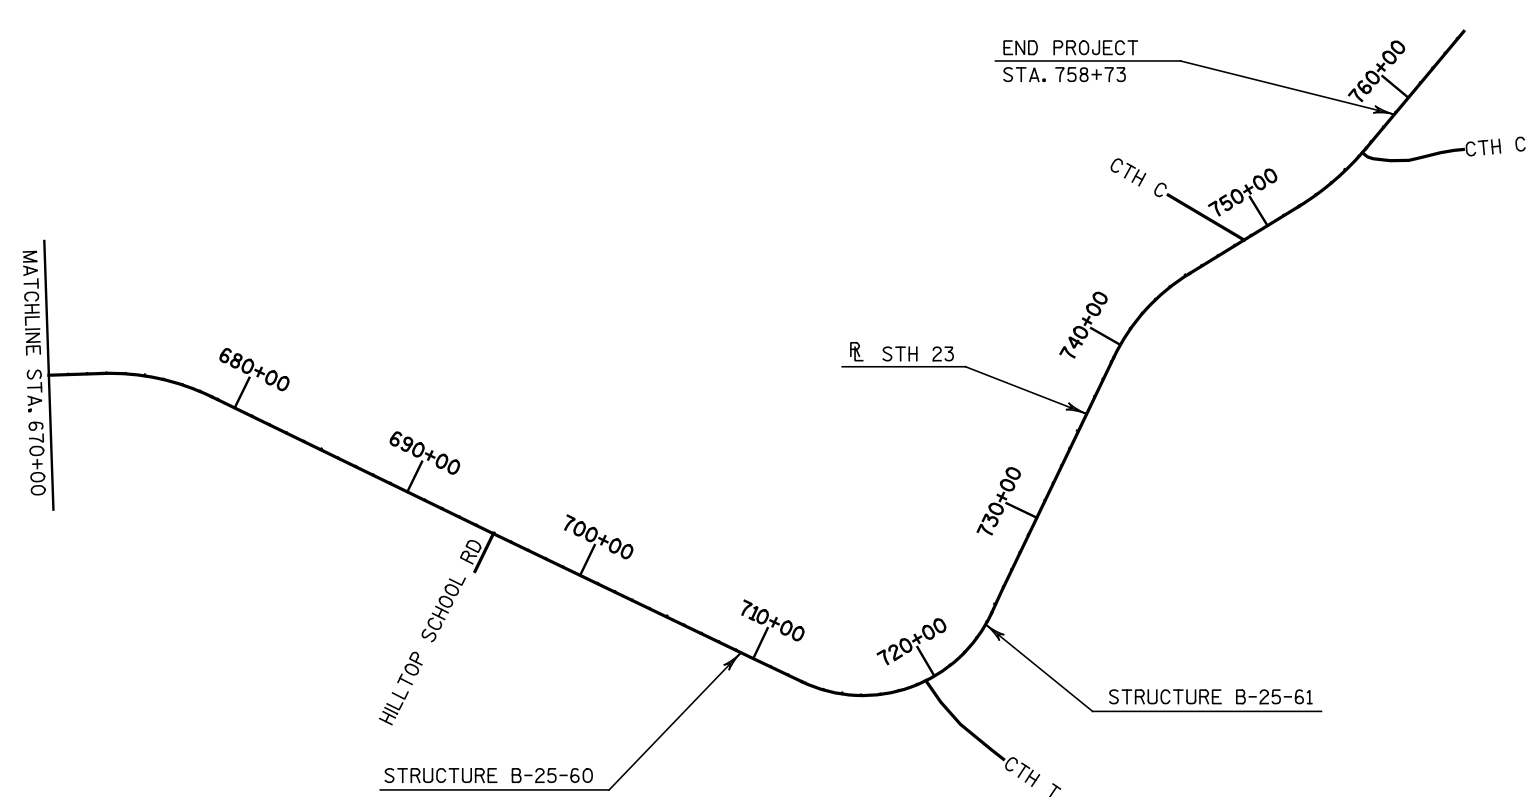 END PROJECT
STA. 758+73
760+00
CTH C
CTH C
750+00
MATCHLINE STA. 670+00
740+00
PL STH 23
680+00
690+00
730+00
700+00
HILLTOP SCHOOL RD
710+00
720+00
STRUCTURE B-25-61
STRUCTURE B-25-60
CTH T